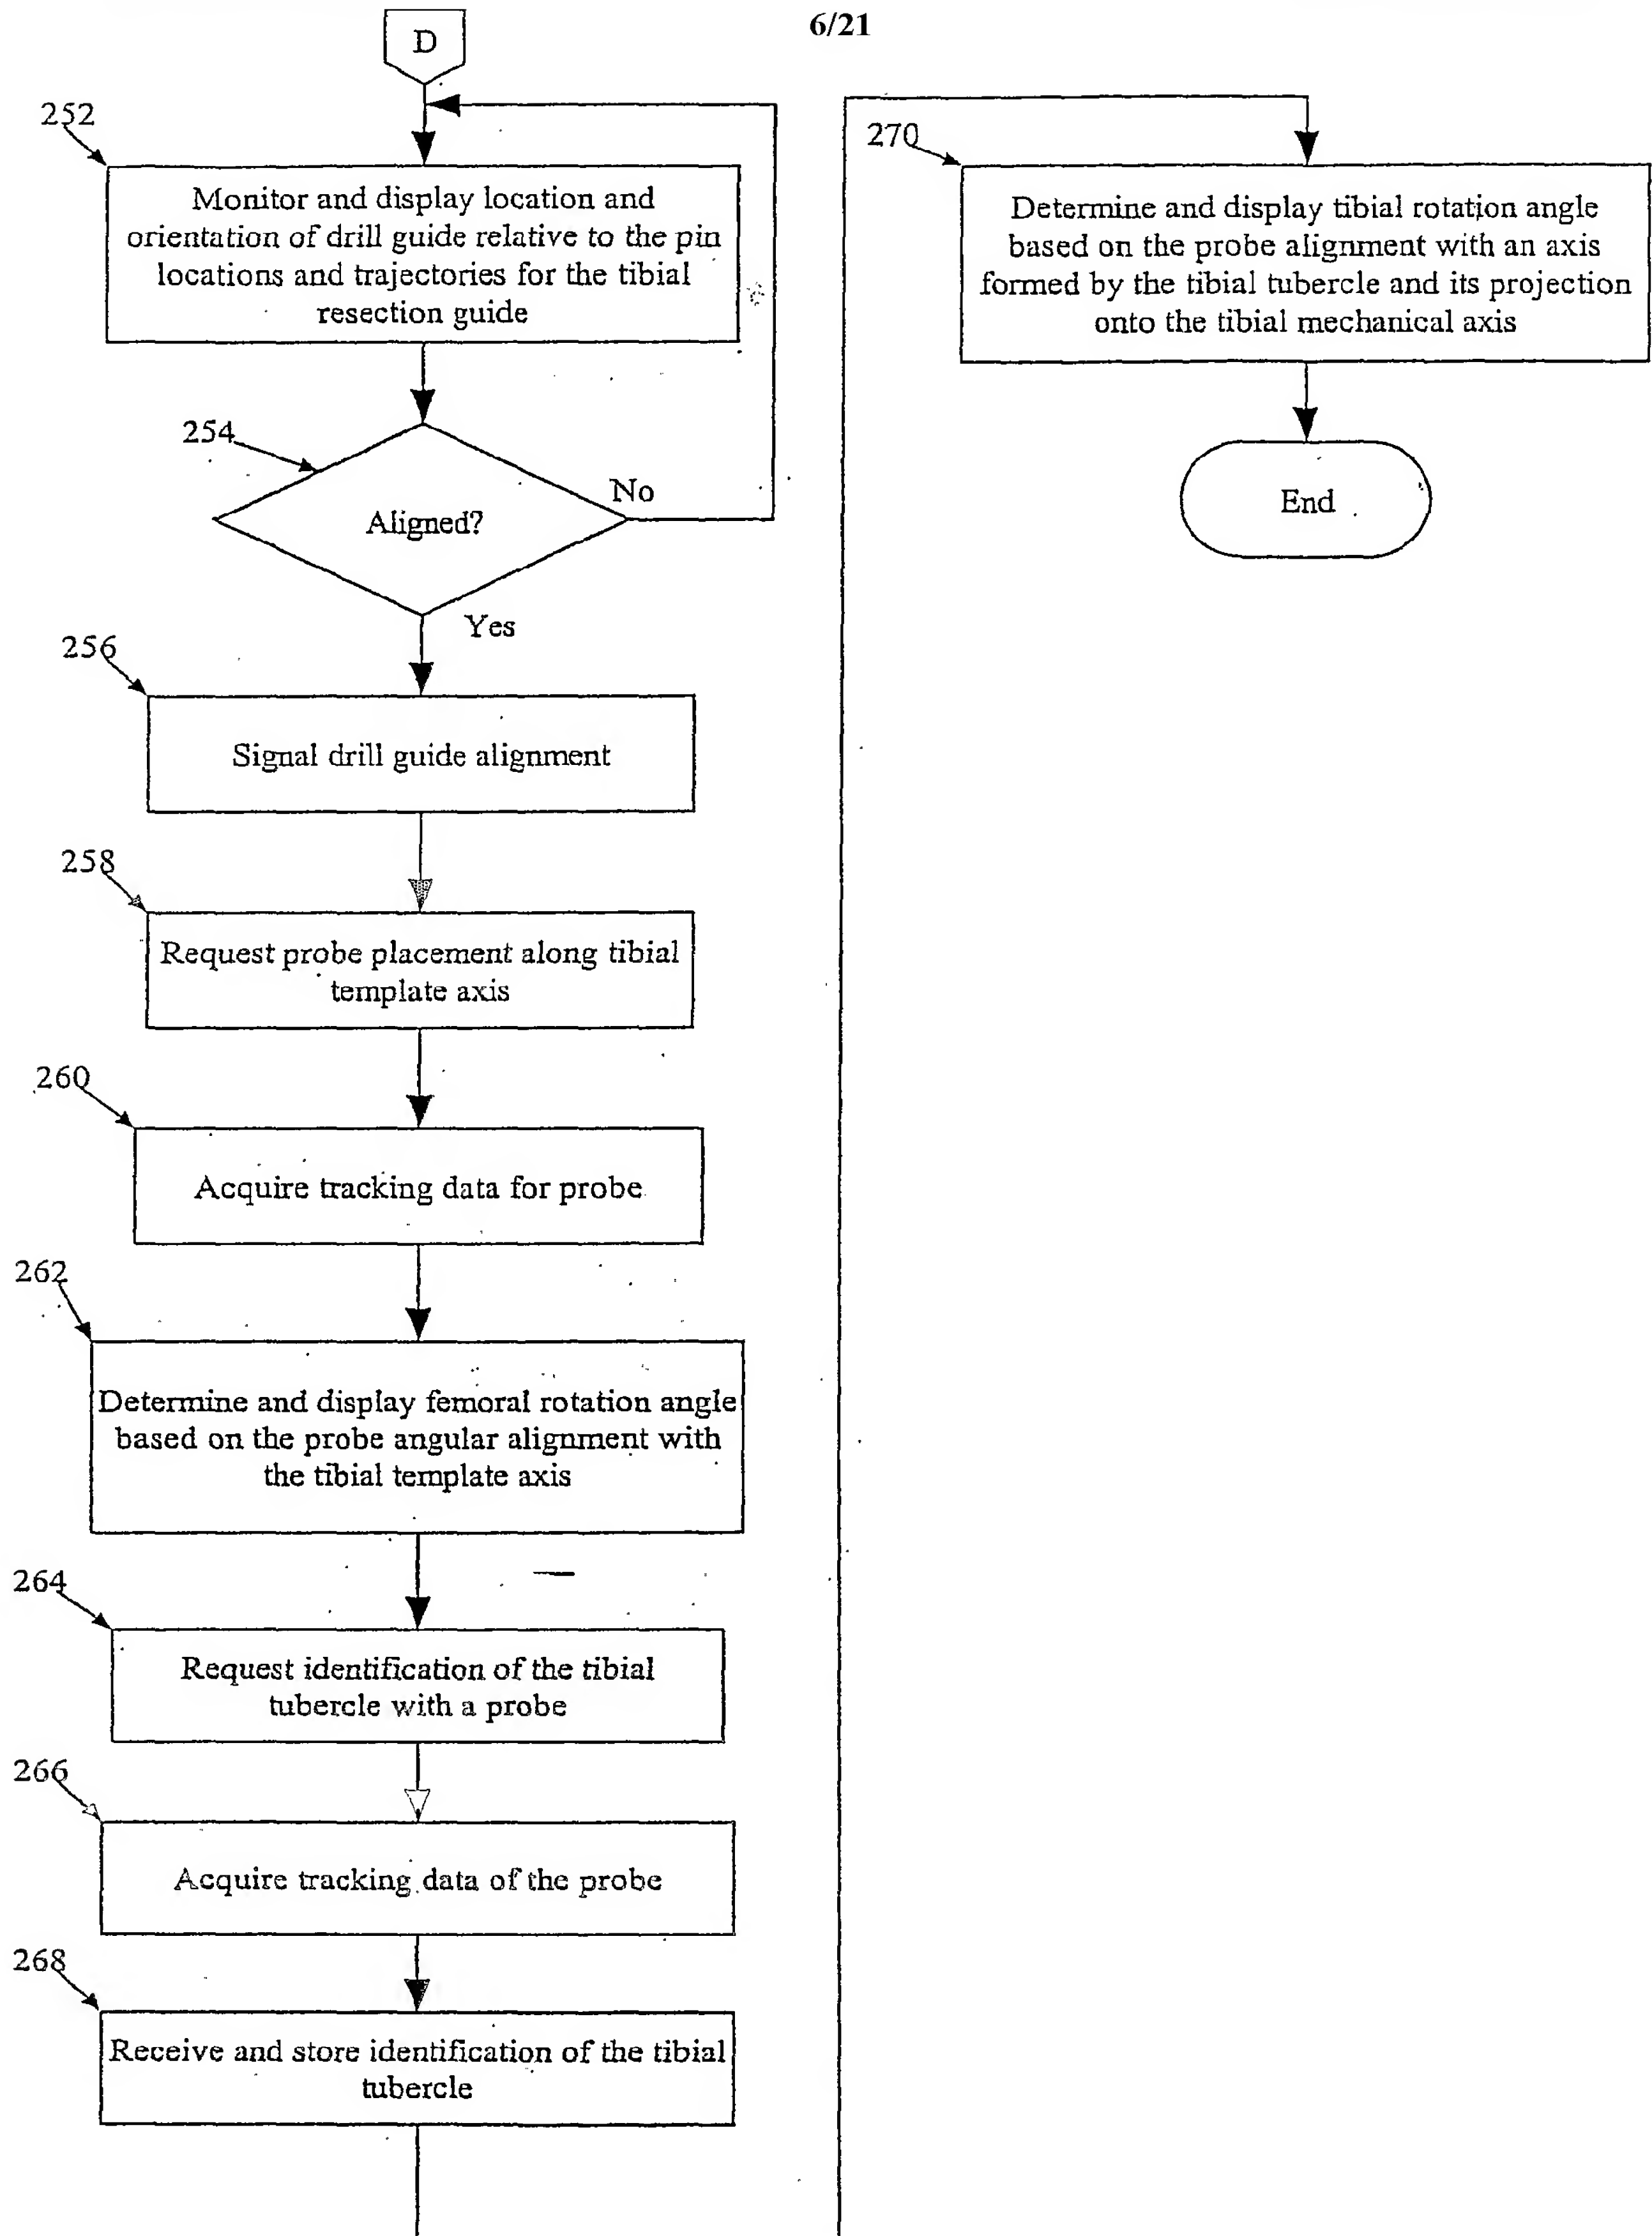 6/21
D
252
Monitor and display location and
orientation of drill guide relative to the pin
locations and trajectories for the tibial
resection guide
254
Aligned?
No
Yes
256
Signal drill guide alignment
258
Request probe placement along tibial
template axis
260
Acquire tracking data for probe
262
Determine and display femoral rotation angle
based on the probe angular alignment with
the tibial template axis
264
Request identification of the tibial
tubercle with a probe
266
Acquire tracking data of the probe
268
Receive and store identification of the tibial
tubercle
270
Determine and display tibial rotation angle
based on the probe alignment with an axis
formed by the tibial tubercle and its projection
onto the tibial mechanical axis
End